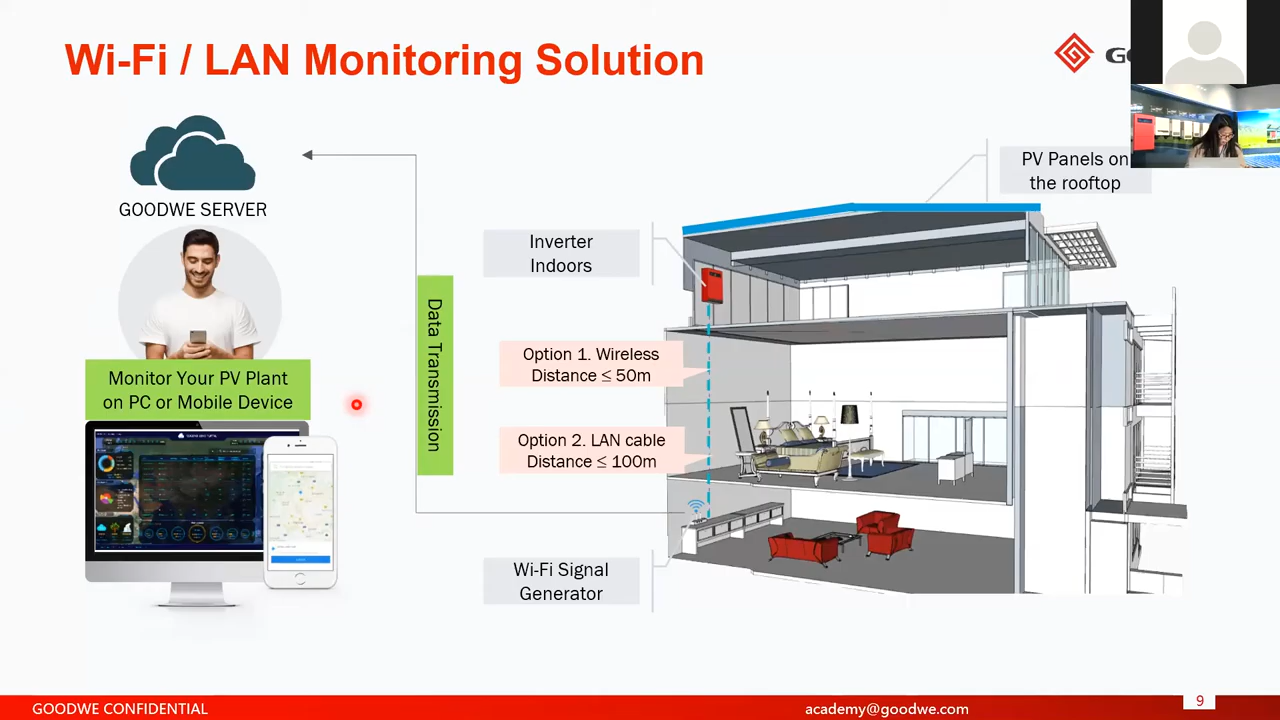 Wi-Fi / LAN Monitoring Solution
GOODWE SERVER
Monitor Your PV Plant
on PC or Mobile Device
Data Transmission
Inverter
Indoors
Option 1. Wireless
Distance ≤ 50m
Option 2. LAN cable
Distance ≤ 100m
Wi-Fi Signal
Generator
PV Panels on
the rooftop
GOODWE CONFIDENTIAL
academy@goodwe.com
9